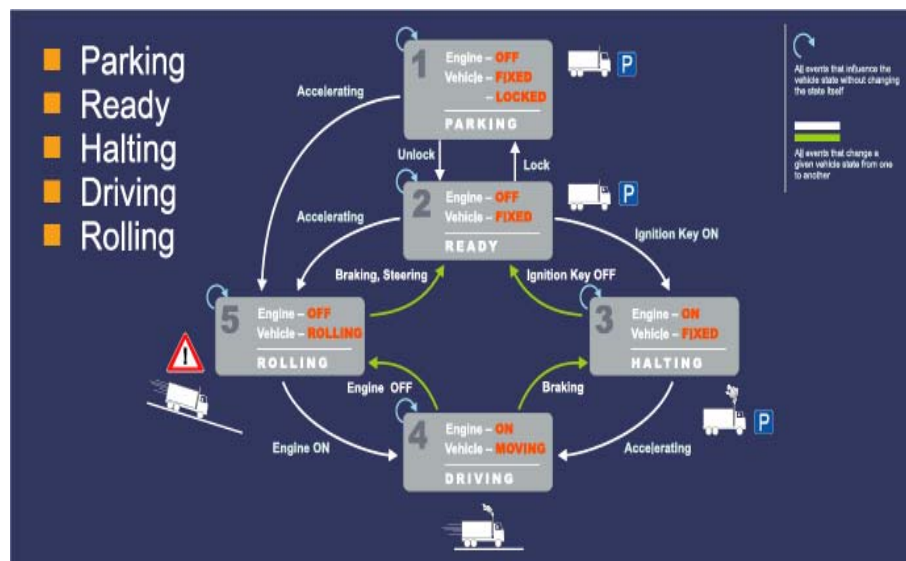 Parking
Ready
Halting
Driving
Rolling
1
Engine – OFF
Vehicle – FIXED
– LOCKED
PARKING
P
Accelerating
Unlock
Lock
2
Engine – OFF
Vehicle – FIXED
READY
P
Accelerating
Ignition Key ON
Braking, Steering
Ignition Key OFF
5
Engine – OFF
Vehicle – ROLLING
ROLLING
3
Engine – ON
Vehicle – FIXED
HALTING
!
Engine OFF
Braking
P
Engine ON
Accelerating
4
Engine – ON
Vehicle – MOVING
DRIVING
All events that influence the
vehicle state without changing
the state itself
All events that change a
given vehicle state from one
to another